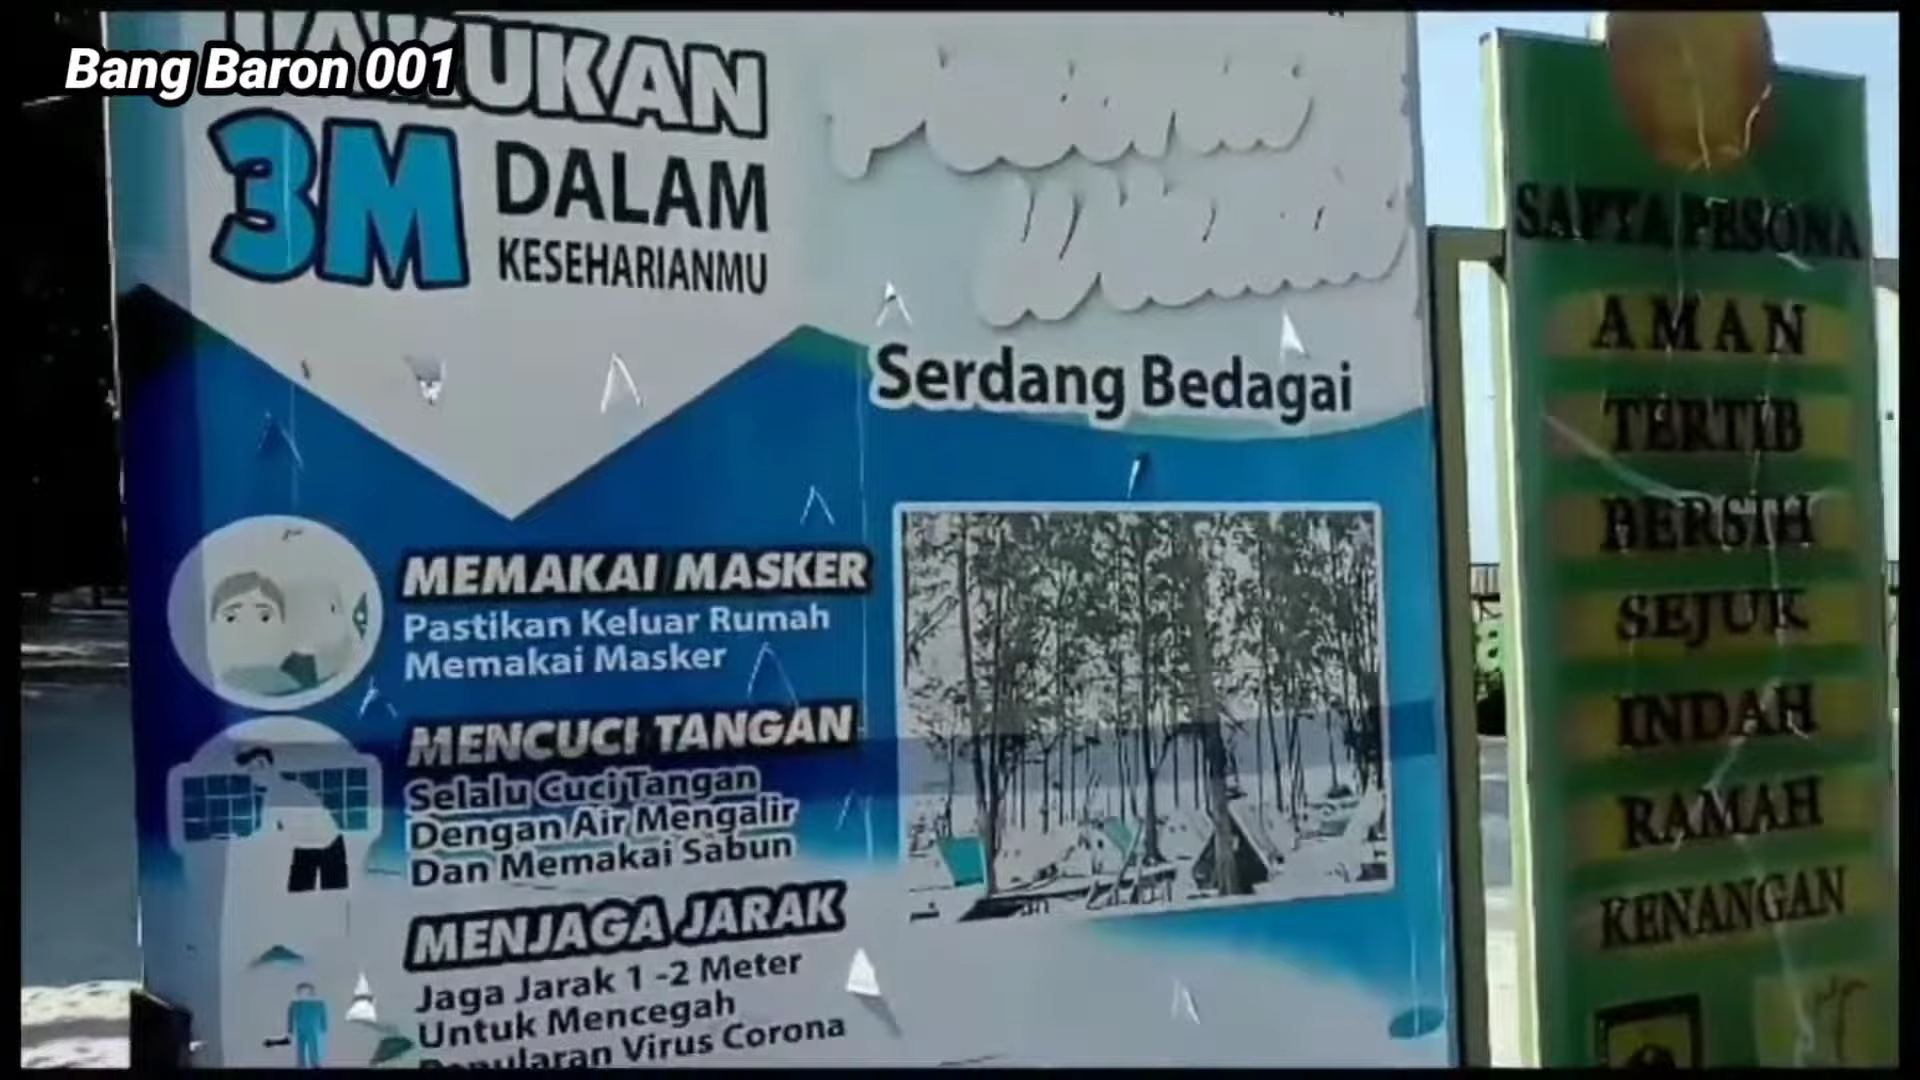 Bang Baron 001
LAKUKAN
3M DALAM
KESEHARIANMU
Serdang Bedagai
MEMAKAI MASKER
Pastikan Keluar Rumah
Memakai Masker
MENCUCI TANGAN
Selalu Cuci Tangan
Dengan Air Mengalir
Dan Memakai Sabun
MENJAGA JARAK
Jaga Jarak 1 -2 Meter
Untuk Mencegah
Penularan Virus Corona
SAPTA PESONA
AMAN
TERTIB
BERSIH
SEJUK
INDAH
RAMAH
KENANGAN